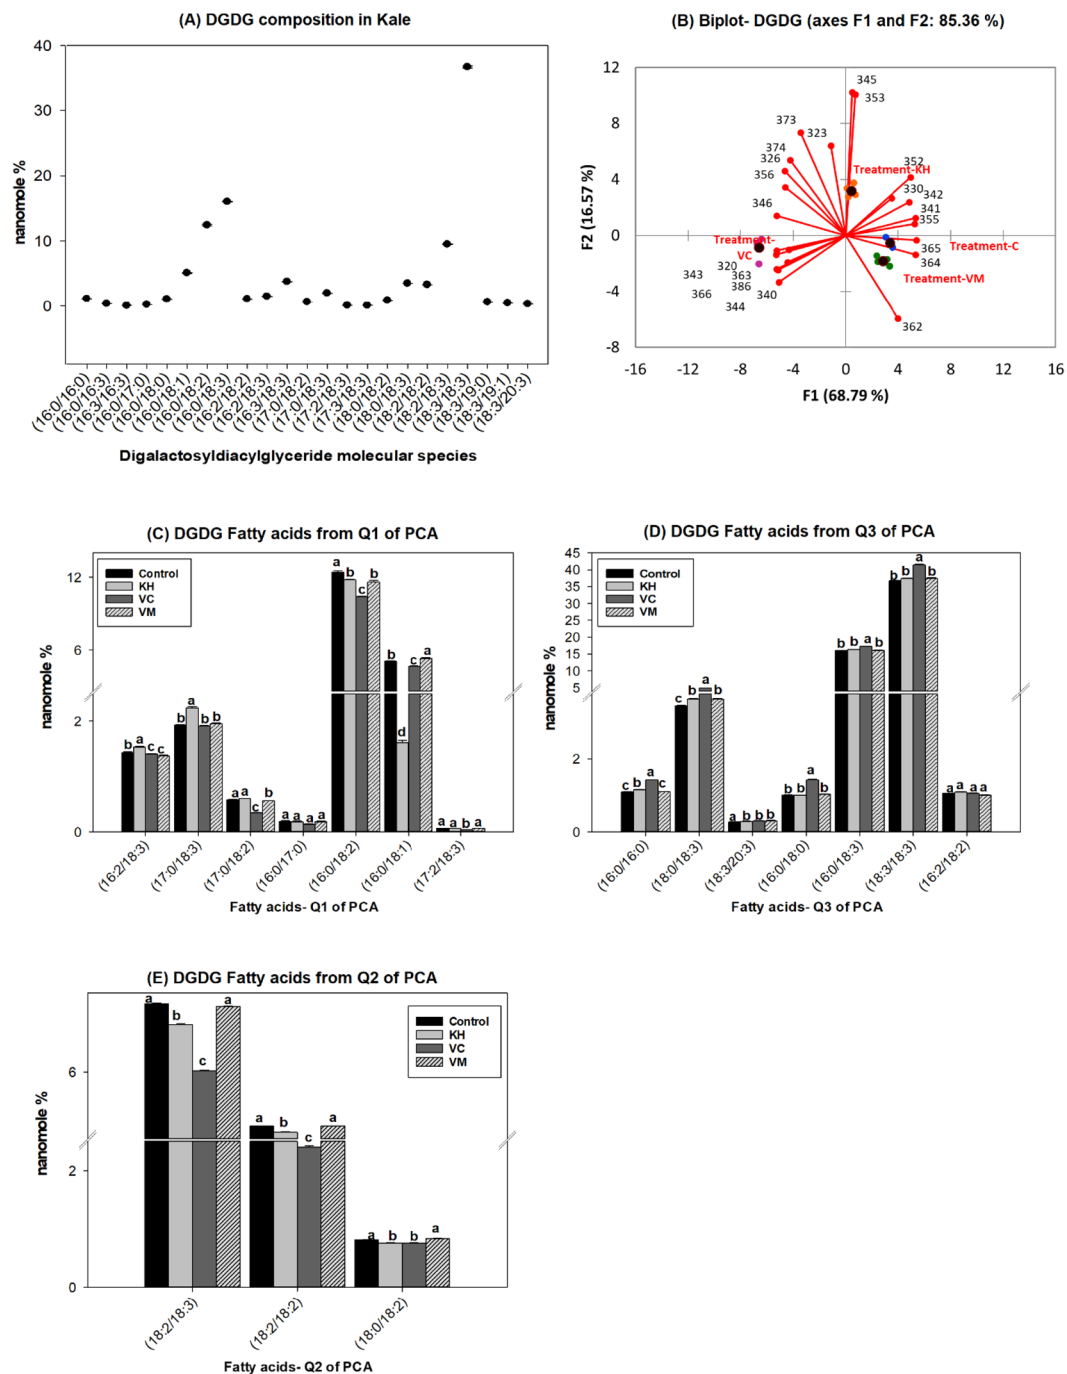 (A) DGDG composition in Kale
nanomole %
40
30
20
10
0
(16:0/16:0)
(16:0/16:3)
(16:3/16:3)
(16:0/17:0)
(16:0/18:0)
(16:0/18:1)
(16:0/18:2)
(16:0/18:3)
(16:2/18:2)
(16:2/18:3)
(16:3/18:3)
(17:0/18:2)
(17:0/18:3)
(17:2/18:3)
(17:3/18:3)
(18:0/18:2)
(18:0/18:3)
(18:2/18:2)
(18:2/18:3)
(18:3/18:3)
(18:3/19:0)
(18:3/19:1)
(18:3/20:3)
Digalactosyldiacylglyceride molecular species
(B) Biplot- DGDG (axes F1 and F2: 85.36 %)
F2 (16.57 %)
12
8
4
0
-4
-8
345
353
373
323
374
326
356
346
352
Treatment-KH
330
342
341
355
365
Treatment-C
364
Treatment-VM
362
Treatment-
VC
320
343
363
386
366
340
344
-16
-12
-8
-4
0
4
8
12
16
F1 (68.79 %)
(C) DGDG Fatty acids from Q1 of PCA
nanomole %
12
6
2
0
Control
KH
VC
VM
b a c c
b a b b
a a c b
a a b a
a b c b
b d c a
a a b a
(16:2/18:3)
(17:0/18:3)
(17:0/18:2)
(16:0/17:0)
(16:0/18:2)
(16:0/18:1)
(17:2/18:3)
Fatty acids- Q1 of PCA
(D) DGDG Fatty acids from Q3 of PCA
nanomole %
45
40
35
30
25
20
15
10
5
2
0
Control
KH
VC
VM
c b a c
c b a b
a b b b
b b a b
b b a b
b b a b
a a a a
(16:0/16:0)
(18:0/18:3)
(18:3/20:3)
(16:0/18:0)
(16:0/18:3)
(18:3/18:3)
(16:2/18:2)
Fatty acids- Q3 of PCA
(E) DGDG Fatty acids from Q2 of PCA
nanomole %
6
2
0
Control
KH
VC
VM
a b c a
a b c a
a b b a
(18:2/18:3)
(18:2/18:2)
(18:0/18:2)
Fatty acids- Q2 of PCA